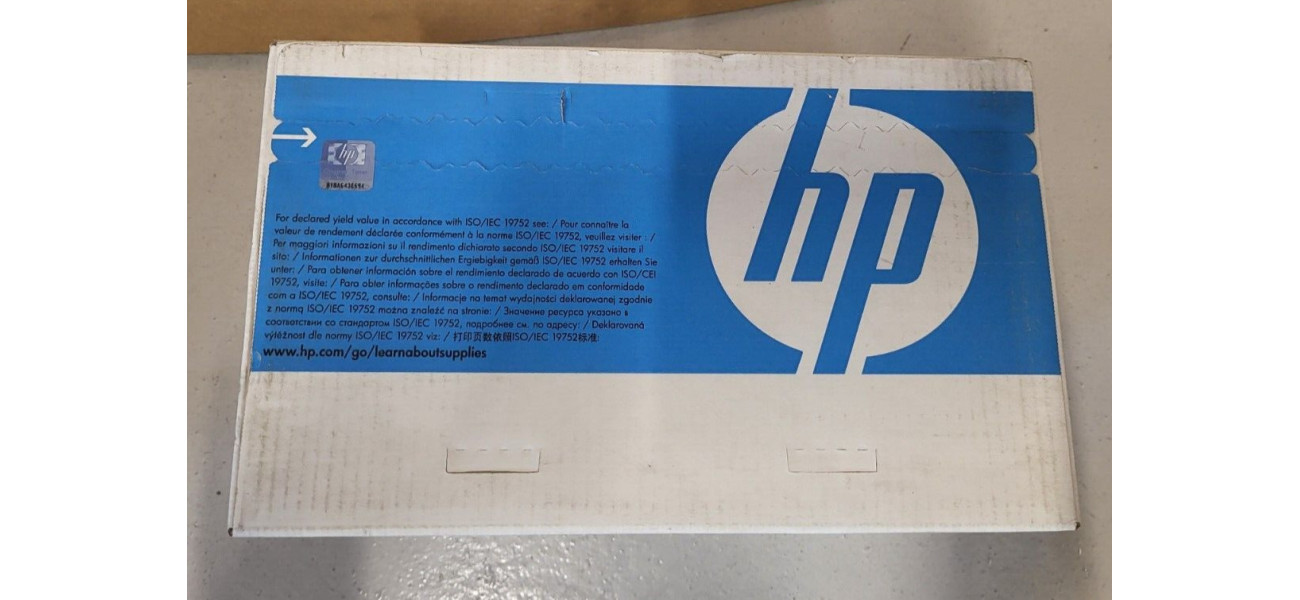 hp
For declared yield value in accordance with ISO/IEC 19752 see: / Pour connaître la
valeur de rendement déclarée conformément à la norme ISO/IEC 19752, veuillez visiter : /
Per maggiori informazioni su il rendimento dichiarato secondo ISO/IEC 19752 visitare il
sito: / Informationen zur durchschnittlichen Ergiebigkeit gemäß ISO/IEC 19752 erhalten Sie
unter: / Para obtener información sobre el rendimiento declarado de acuerdo con ISO/CEI
19752, visite: / Para obter informações sobre o rendimento declarado em conformidade
com a ISO/IEC 19752, consulte: / Informacje na temat wydajności deklarowanej zgodnie
z normą ISO/IEC 19752 można znaleźć na stronie: / Значение ресурса указано в
соответствии со стандартом ISO/IEC 19752, подробнее см. по адресу: / Deklarovaná
výtěžnost dle normy ISO/IEC 19752 viz: / 打印页数依照ISO/IEC 19752标准:
www.hp.com/go/learnaboutsupplies
hp